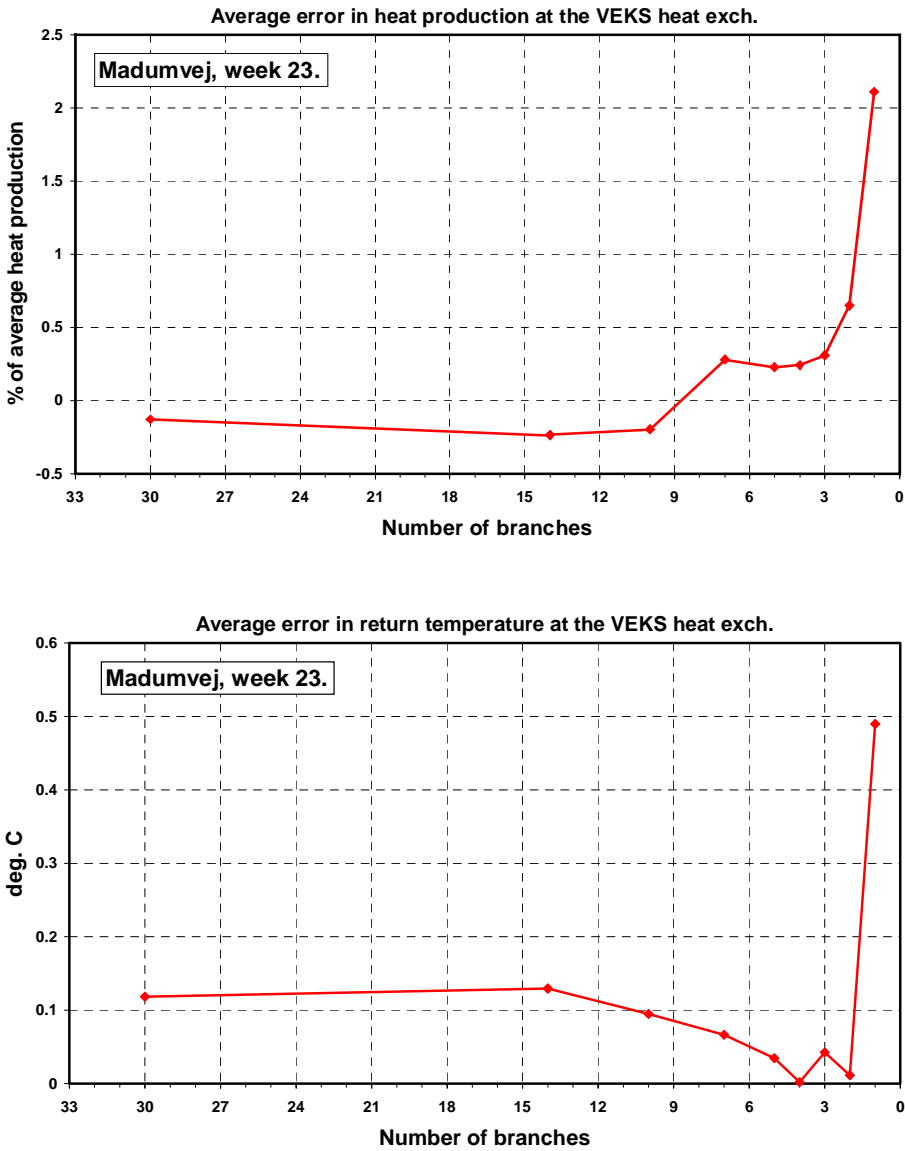 Average error in heat production at the VEKS heat exch.
Madumvej, week 23.
% of average heat production
2.5
2
1.5
1
0.5
0
-0.5
33 30 27 24 21 18 15 12 9 6 3 0
Number of branches
Average error in return temperature at the VEKS heat exch.
Madumvej, week 23.
deg. C
0.6
0.5
0.4
0.3
0.2
0.1
0
33 30 27 24 21 18 15 12 9 6 3 0
Number of branches